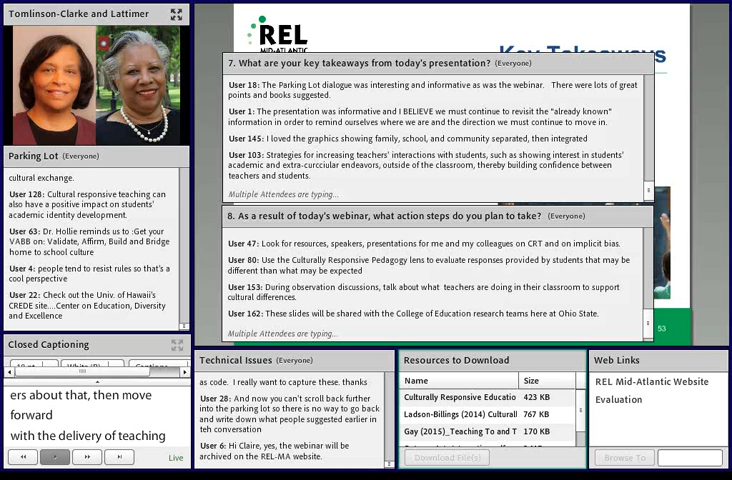 Tomlinson-Clarke and Lattimer
Parking Lot (Everyone)
cultural exchange.
User 128: Cultural responsive teaching can
also have a positive impact on students'
academic identity development.
User 63: Dr. Hollie reminds us to :Get your
VABB on: Validate, Affirm, Build and Bridge
home to school culture
User 4: people tend to resist rules so that's a
cool perspective
User 22: Check out the Univ. of Hawaii's
CREDE site....Center on Education, Diversity
and Excellence
Closed Captioning
ers about that, then move
forward
with the delivery of teaching
Live
REL
MID-ATLANTIC
Key Takeaways
7. What are your key takeaways from today's presentation? (Everyone)
User 18: The Parking Lot dialogue was interesting and informative as was the webinar. There were lots of great
points and books suggested.
User 1: The presentation was informative and I BELIEVE we must continue to revisit the "already known"
information in order to remind ourselves where we are and the direction we must continue to move in.
User 145: I loved the graphics showing family, school, and community separated, then integrated
User 103: Strategies for increasing teachers' interactions with students, such as showing interest in students'
academic and extra-curccular endeavors, outside of the classroom, thereby building confidence between
teachers and students.
Multiple Attendees are typing...
8. As a result of today's webinar, what action steps do you plan to take? (Everyone)
User 47: Look for resources, speakers, presentations for me and my colleagues on CRT and on implicit bias.
User 80: Use the Culturally Responsive Pedagogy lens to evaluate responses provided by students that may be
different than what may be expected
User 153: During observation discussions, talk about what teachers are doing in their classroom to support
cultural differences.
User 162: These slides will be shared with the College of Education research teams here at Ohio State.
Multiple Attendees are typing...
53
Technical Issues (Everyone)
as code. I really want to capture these. thanks
User 28: And now you can't scroll back further
into the parking lot so there is no way to go back
and write down what people suggested earlier in
teh conversation
User 6: Hi Claire, yes, the webinar will be
archived on the REL-MA website.
Resources to Download
Name Size
Culturally Responsive Educatio 423 KB
Ladson-Billings (2014) Culturall 767 KB
Gay (2015)_Teaching To and T 170 KB
Download File(s)
Web Links
REL Mid-Atlantic Website
Evaluation
Browse To